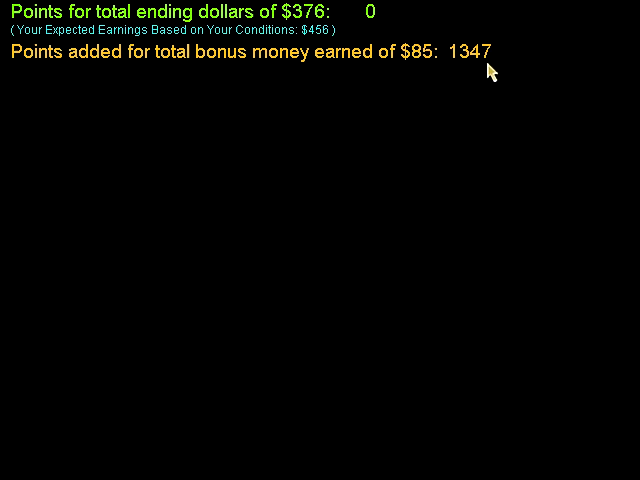 Points for total ending dollars of $376: 0
( Your Expected Earnings Based on Your Conditions: $456 )
Points added for total bonus money earned of $85: 1347